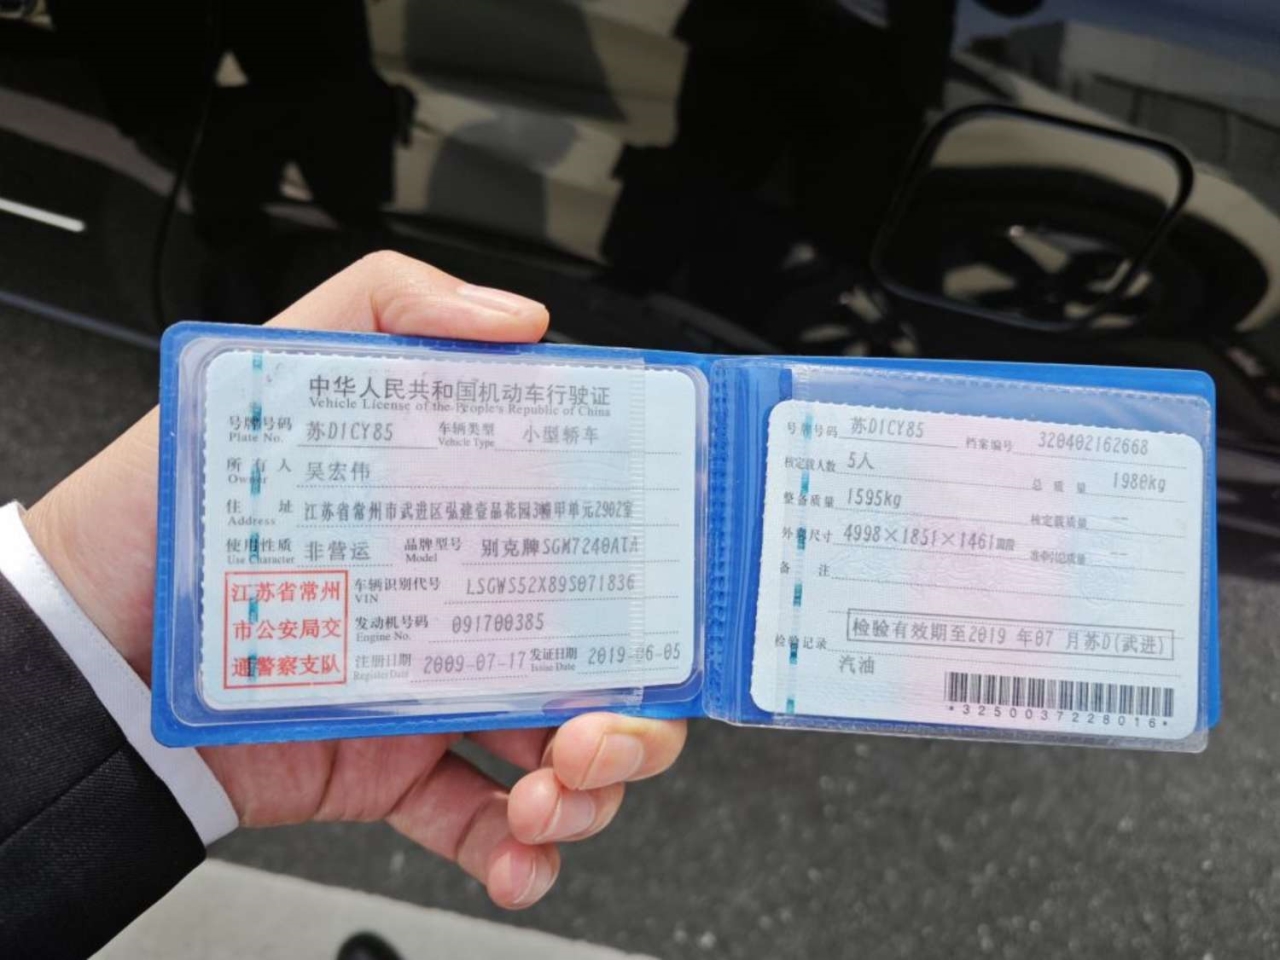 中华人民共和国机动车行驶证
Vehicle License of the People's Republic of China
号牌号码 苏D1CY85 车辆类型 小型轿车
Plate No. Vehicle Type
所有人 吴宏伟
Owner
住址 江苏省常州市武进区弘建壹品花园3幢甲单元2902室
Address
使用性质 非营运 品牌型号 别克牌SGM7240ATA
Use Character Model
江苏省常州
市公安局交
通警察支队
车辆识别代号 LSGWS52X89S071836
VIN
发动机号码 091700385
Engine No.
注册日期 2009-07-17 发证日期 2019-06-05
Register Date Issue Date
号牌号码 苏D1CY85 档案编号 320402162668
核定载人数 5人 总质量 1980kg
整备质量 1595kg 核定载质量 --
外廓尺寸 4998×1851×1461mm 准牵引总质量
备注
检验记录 检验有效期至2019 年07 月苏D(武进)
汽油
*3250037228016*